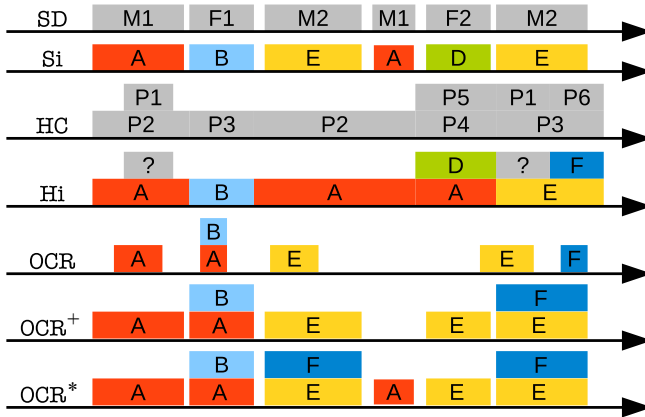 SD M1 F1 M2 M1 F2 M2
Si A B E A D E
P1 P5 P1 P6
HC P2 P3 P2 P4 P3
? D ? F
Hi A B A A E
B
OCR A A E E F
B F
OCR+ A A E E E
B F F
OCR* A A E A E E